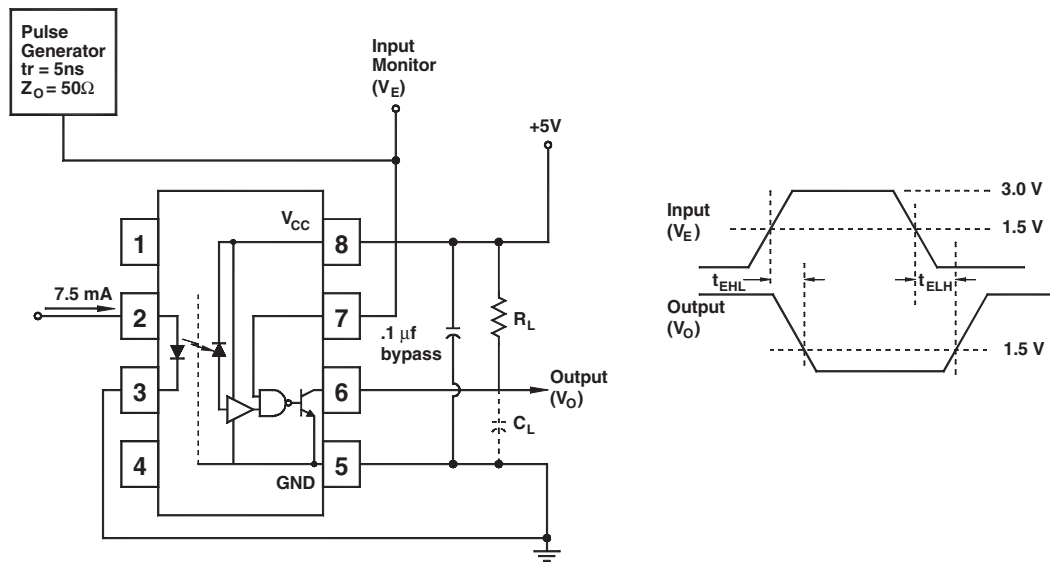 Pulse
Generator
tr = 5ns
ZO = 50Ω
Input
Monitor
(VE)
+5V
VCC
1
8
7.5 mA
2
7
.1 μf
bypass
RL
3
6
Output
(VO)
CL
4
5
GND
3.0 V
Input
(VE)
1.5 V
tEHL
tELH
Output
(VO)
1.5 V